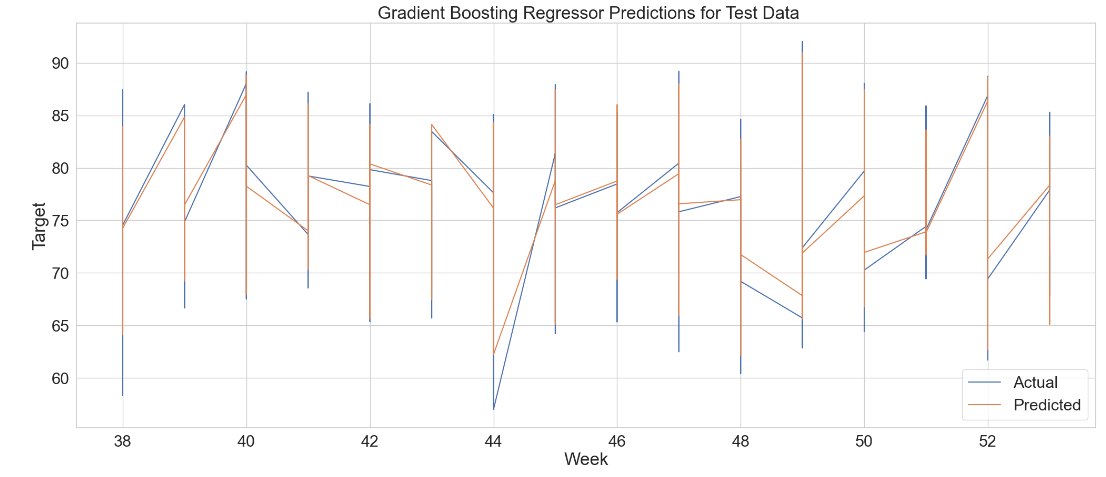 Gradient Boosting Regressor Predictions for Test Data
90
85
80
75
70
65
60
Target
38 40 42 44 46 48 50 52
Week
Actual
Predicted